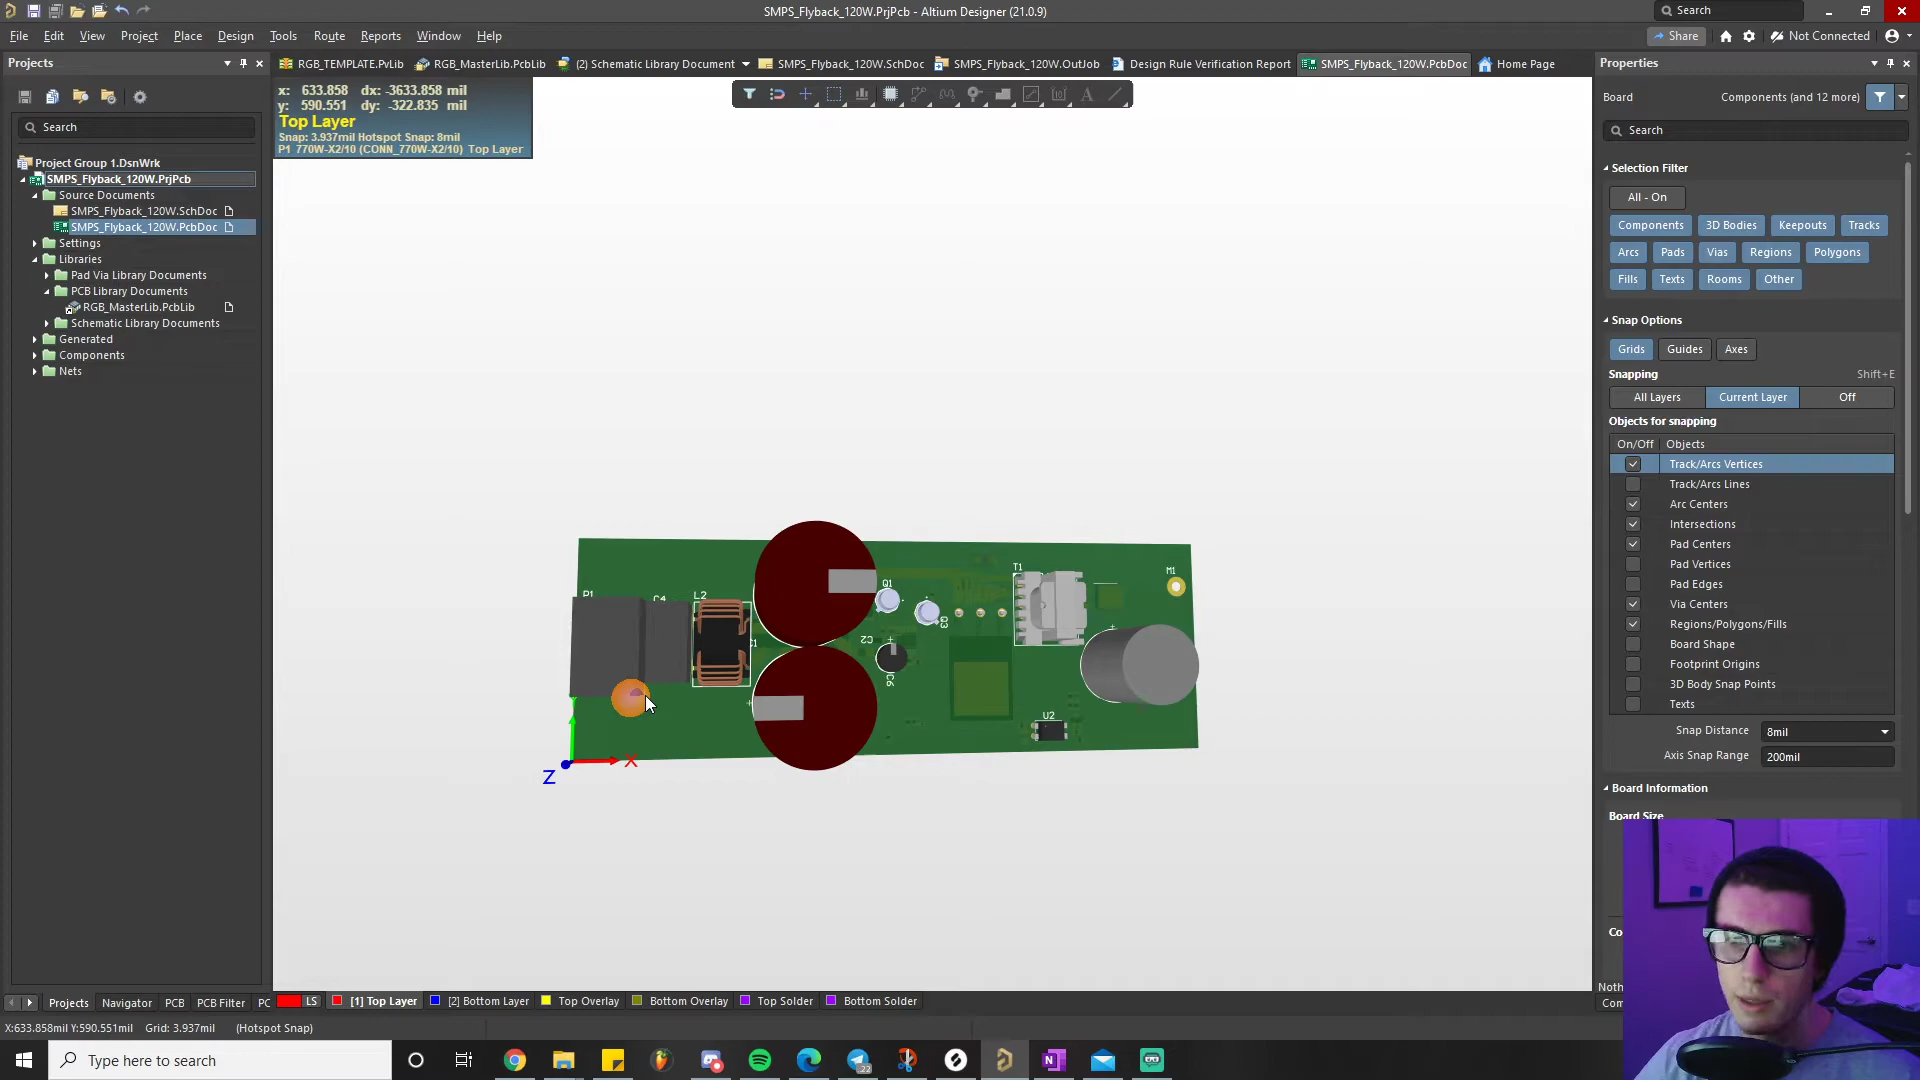 SMPS_Flyback_120W.PrjPcb - Altium Designer (21.0.9)
Search
File Edit View Project Place Design Tools Route Reports Window Help
Share
Not Connected
Projects
RGB_TEMPLATE.PvLib
RGB_MasterLib.PcbLib
(2) Schematic Library Document
SMPS_Flyback_120W.SchDoc
SMPS_Flyback_120W.OutJob
Design Rule Verification Report
SMPS_Flyback_120W.PcbDoc
Home Page
Properties
x: 633.858 dx: -3633.858 mil
y: 590.551 dy: -322.835 mil
Top Layer
Snap: 3.937mil Hotspot Snap: 8mil
P1 770W-X2/10 (CONN_770W-X2/10) Top Layer
Search
Project Group 1.DsnWrk
SMPS_Flyback_120W.PrjPcb
Source Documents
SMPS_Flyback_120W.SchDoc
SMPS_Flyback_120W.PcbDoc
Settings
Libraries
Pad Via Library Documents
PCB Library Documents
RGB_MasterLib.PcbLib
Schematic Library Documents
Generated
Components
Nets
P1
C4
L2
Q1
Q3
C2
C6
T1
M1
U2
X
Z
Board
Components (and 12 more)
Search
Selection Filter
All - On
Components 3D Bodies Keepouts Tracks
Arcs Pads Vias Regions Polygons
Fills Texts Rooms Other
Snap Options
Grids Guides Axes
Snapping Shift+E
All Layers Current Layer Off
Objects for snapping
On/Off Objects
Track/Arcs Vertices
Track/Arcs Lines
Arc Centers
Intersections
Pad Centers
Pad Vertices
Pad Edges
Via Centers
Regions/Polygons/Fills
Board Shape
Footprint Origins
3D Body Snap Points
Texts
Snap Distance 8mil
Axis Snap Range 200mil
Board Information
Board Size
Co
Noth
Com
Projects Navigator PCB PCB Filter PC
LS [1] Top Layer [2] Bottom Layer Top Overlay Bottom Overlay Top Solder Bottom Solder
X:633.858mil Y:590.551mil Grid: 3.937mil (Hotspot Snap)
Type here to search
22